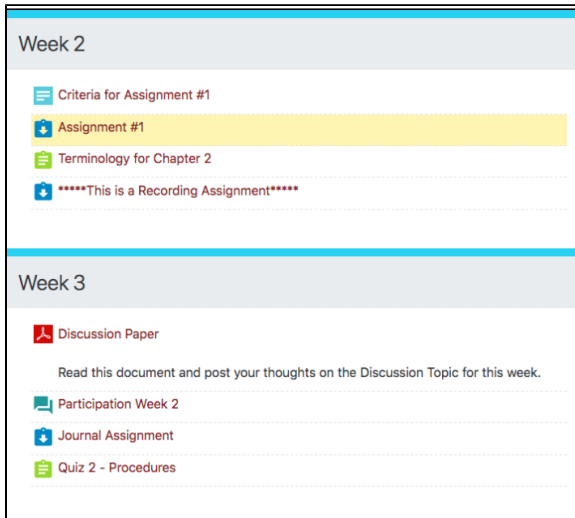 Week 2
Criteria for Assignment #1
Assignment #1
Terminology for Chapter 2
*****This is a Recording Assignment*****
Week 3
Discussion Paper
Read this document and post your thoughts on the Discussion Topic for this week.
Participation Week 2
Journal Assignment
Quiz 2 - Procedures